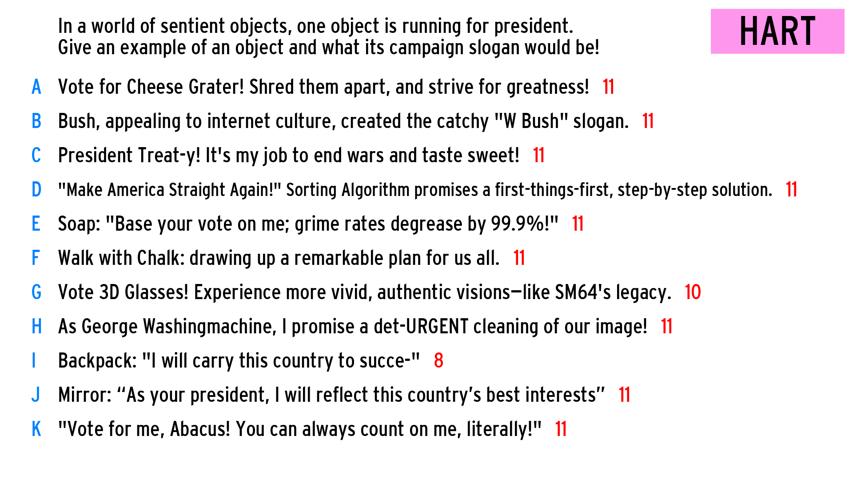 In a world of sentient objects, one object is running for president.
Give an example of an object and what its campaign slogan would be!
HART
A Vote for Cheese Grater! Shred them apart, and strive for greatness! 11
B Bush, appealing to internet culture, created the catchy "W Bush" slogan. 11
C President Treat-y! It's my job to end wars and taste sweet! 11
D "Make America Straight Again!" Sorting Algorithm promises a first-things-first, step-by-step solution. 11
E Soap: "Base your vote on me; grime rates degrease by 99.9%!" 11
F Walk with Chalk: drawing up a remarkable plan for us all. 11
G Vote 3D Glasses! Experience more vivid, authentic visions—like SM64's legacy. 10
H As George Washingmachine, I promise a det-URGENT cleaning of our image! 11
I Backpack: "I will carry this country to succe-" 8
J Mirror: “As your president, I will reflect this country’s best interests” 11
K "Vote for me, Abacus! You can always count on me, literally!" 11